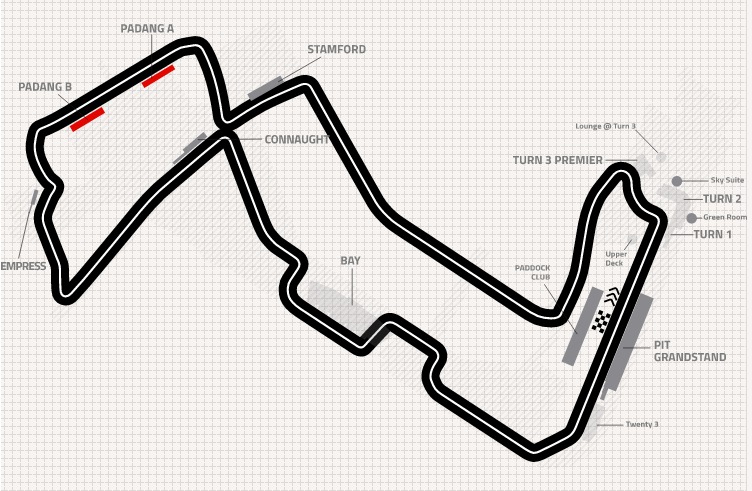 PADANG A
STAMFORD
PADANG B
CONNAUGHT
Lounge @ Turn 3
TURN 3 PREMIER
Sky Suite
TURN 2
Green Room
TURN 1
Upper
Deck
EMPRESS
BAY
PADDOCK
CLUB
PIT
GRANDSTAND
Twenty 3